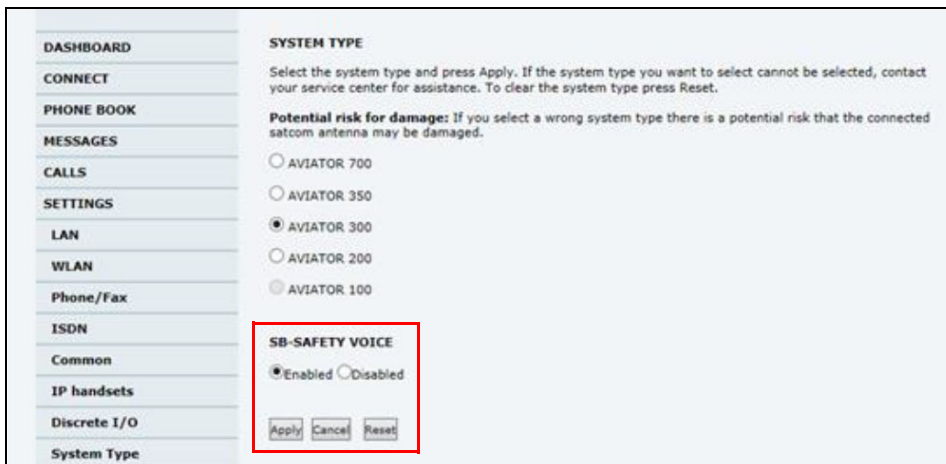 DASHBOARD
CONNECT
PHONE BOOK
MESSAGES
CALLS
SETTINGS
LAN
WLAN
Phone/Fax
ISDN
Common
IP handsets
Discrete I/O
System Type
SYSTEM TYPE
Select the system type and press Apply. If the system type you want to select cannot be selected, contact
your service center for assistance. To clear the system type press Reset.
Potential risk for damage: If you select a wrong system type there is a potential risk that the connected
satcom antenna may be damaged.
AVIATOR 700
AVIATOR 350
AVIATOR 300
AVIATOR 200
AVIATOR 100
SB-SAFETY VOICE
Enabled Disabled
Apply Cancel Reset